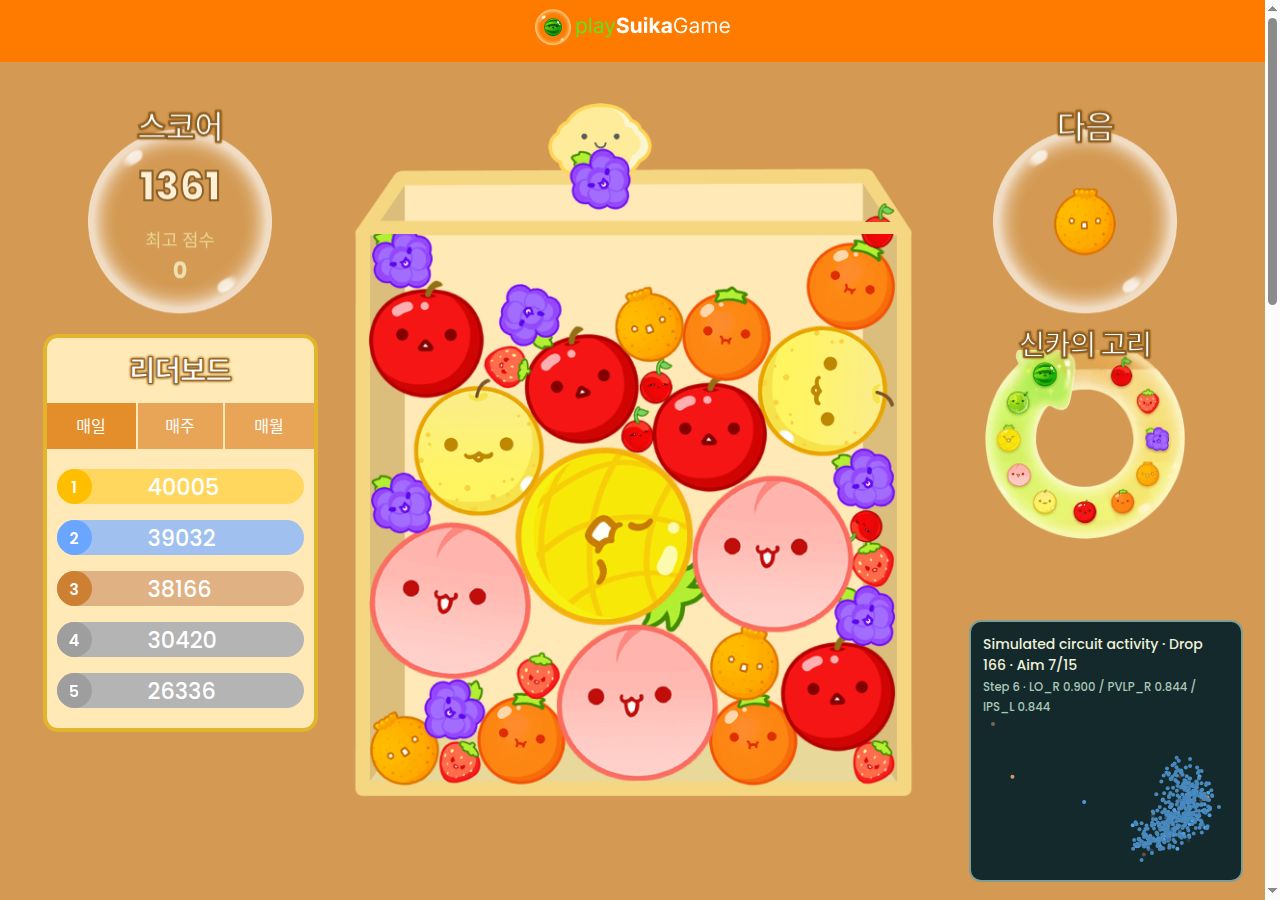 playSuikaGame
스코어
1361
최고 점수
0
다음
리더보드
매일 매주 매월
1 40005
2 39032
3 38166
4 30420
5 26336
신카의 고리
Simulated circuit activity · Drop
166 · Aim 7/15
Step 6 · LO_R 0.900 / PVLP_R 0.844 /
IPS_L 0.844